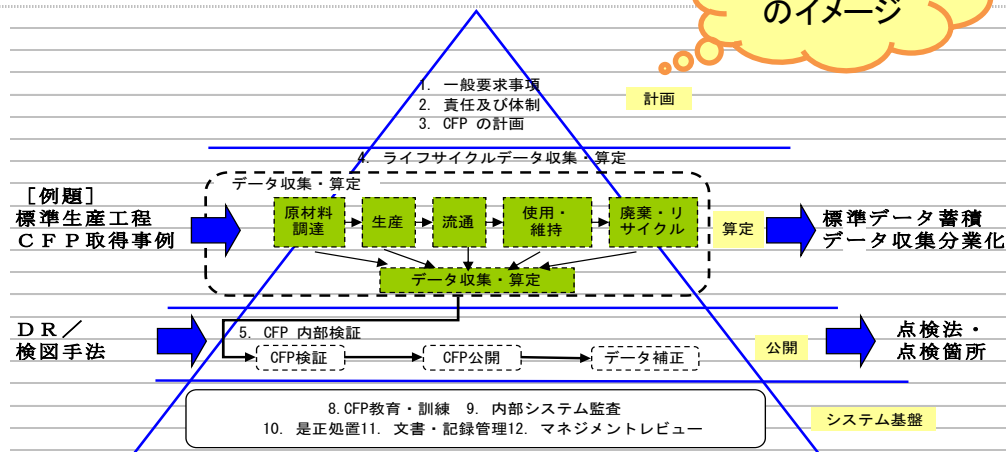 のイメージ
1. 一般要求事項
2. 責任及び体制
3. CFP の計画
計画
4. ライフサイクルデータ収集・算定
データ収集・算定
[例題]
標準生産工程
CFP取得事例
原材料
調達
生産
流通
使用・
維持
廃棄・リ
サイクル
算定
標準データ蓄積
データ収集分業化
データ収集・算定
DR/
検図手法
5. CFP 内部検証
CFP検証
CFP公開
データ補正
公開
点検法・
点検箇所
8.CFP教育・訓練 9. 内部システム監査
10. 是正処置11. 文書・記録管理12. マネジメントレビュー
システム基盤